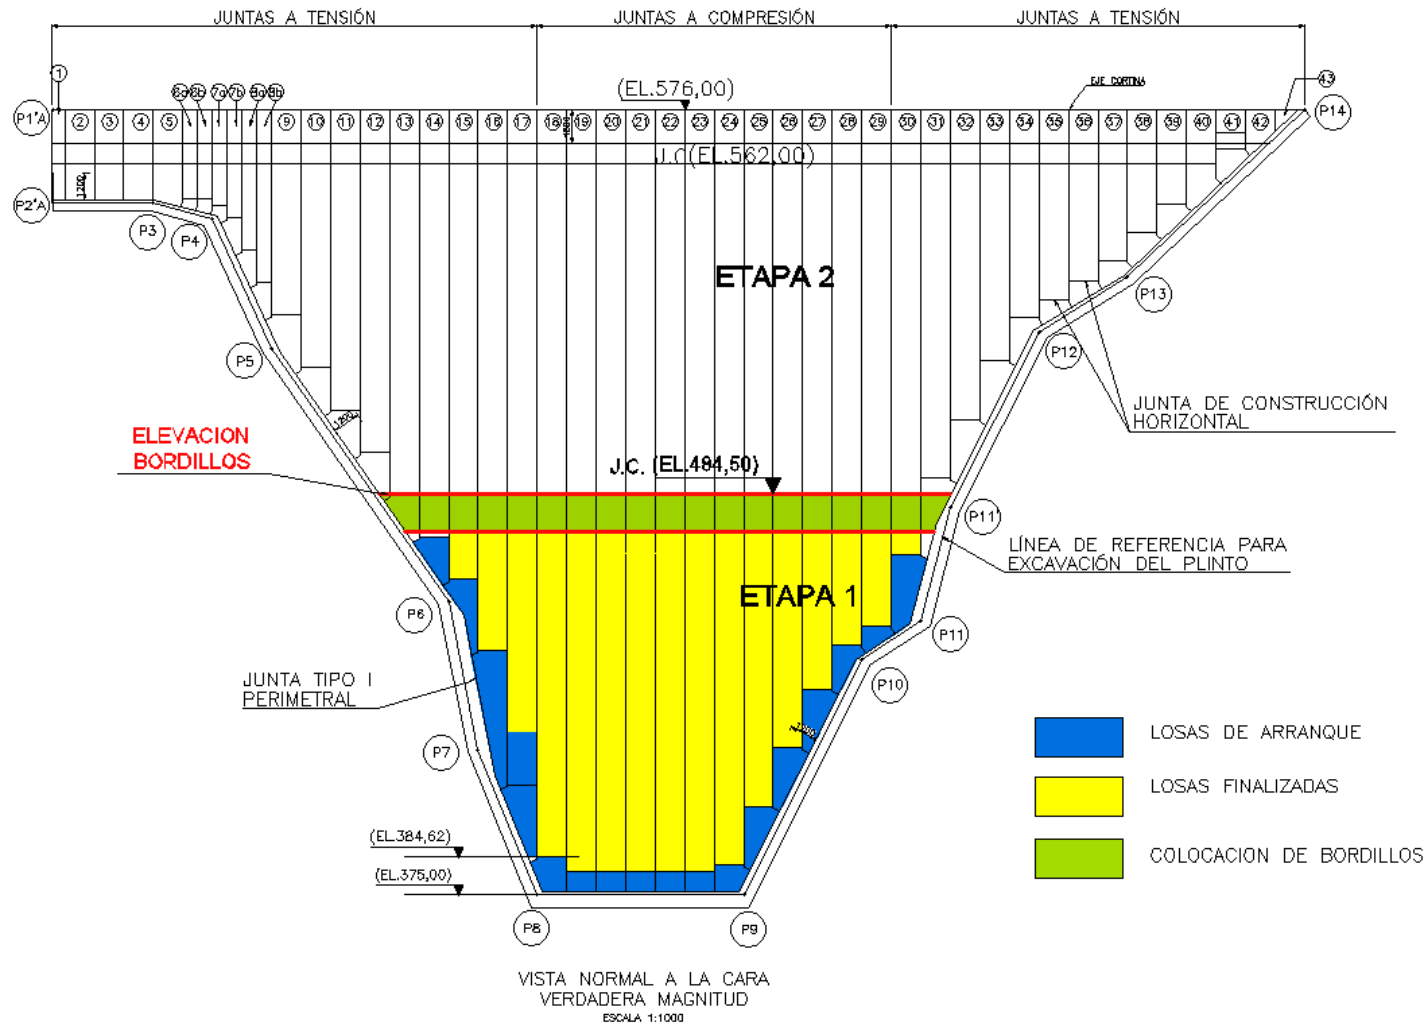 JUNTAS A TENSIÓN
JUNTAS A COMPRESIÓN
JUNTAS A TENSIÓN
1
6a 6b 7a 7b
43
(EL.576,00)
EJE CORTINA
P1'A
2 3 4 5 9 10 11 12 13 14 15 16 17 18 19 20 21 22 23 24 25 26 27 28 29 30 31 32 33 34 35 36 37 38 39 40 41 42
P14
J.C(EL.562,00)
1200
P2'A
P3
P4
ETAPA 2
P13
P5
P12
JUNTA DE CONSTRUCCIÓN
HORIZONTAL
1200
ELEVACION
BORDILLOS
J.C. (EL.484,50)
P11'
LÍNEA DE REFERENCIA PARA
EXCAVACIÓN DEL PLINTO
ETAPA 1
P6
P11
JUNTA TIPO I
PERIMETRAL
P10
1200
P7
LOSAS DE ARRANQUE
LOSAS FINALIZADAS
(EL.384,62)
COLOCACION DE BORDILLOS
(EL.375,00)
P8
P9
VISTA NORMAL A LA CARA
VERDADERA MAGNITUD
ESCALA 1:1000